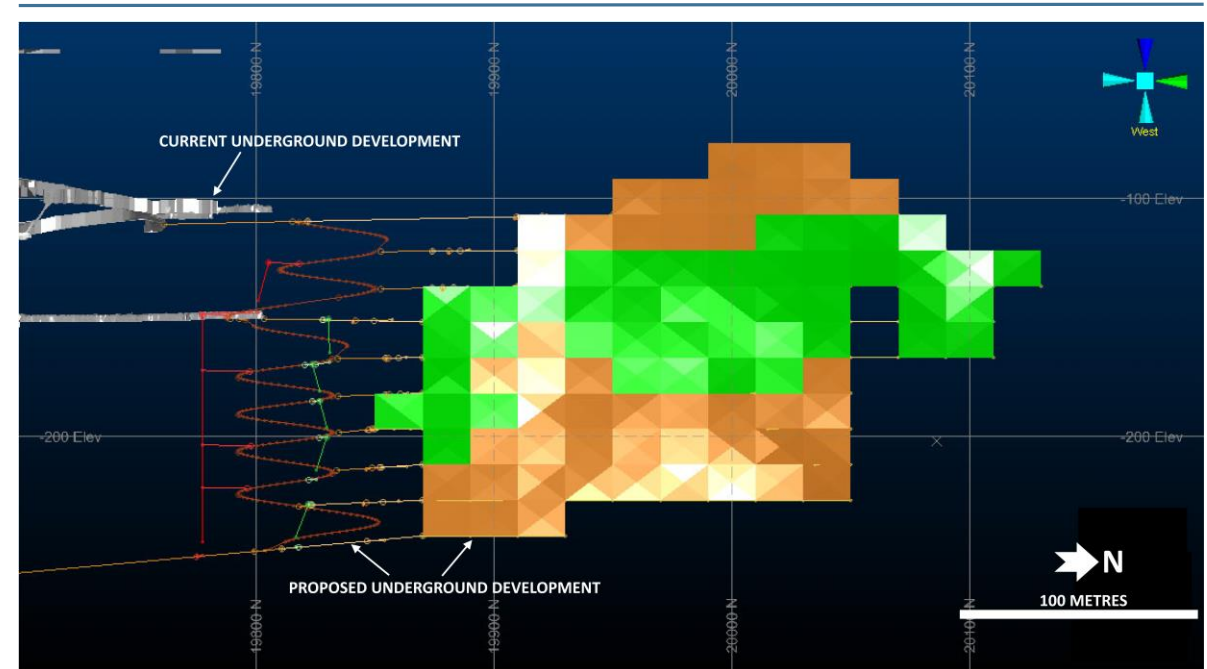 19800 N
19900 N
20000 N
20100 N
West
CURRENT UNDERGROUND DEVELOPMENT
-100 Elev
-200 Elev
-200 Elev
N
PROPOSED UNDERGROUND DEVELOPMENT
100 METRES
19800 N
19900 N
20000 N
20100 N